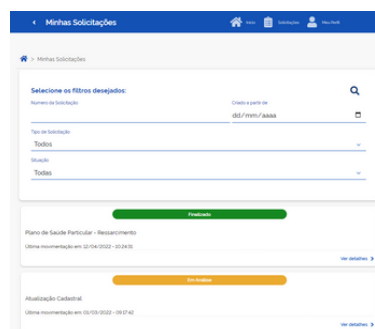 Minhas Solicitações
Início
Solicitações
Meu Perfil
> Minhas Solicitações
Selecione os filtros desejados:
Número da Solicitação
Criado a partir de
dd/mm/aaaa
Tipo de Solicitação
Todos
Situação
Todas
Finalizado
Plano de Saúde Particular - Ressarcimento
Última movimentação em 12/04/2022 - 10:24:31
Ver detalhes >
Em Análise
Atualização Cadastral
Última movimentação em 01/03/2022 - 09:17:42
Ver detalhes >